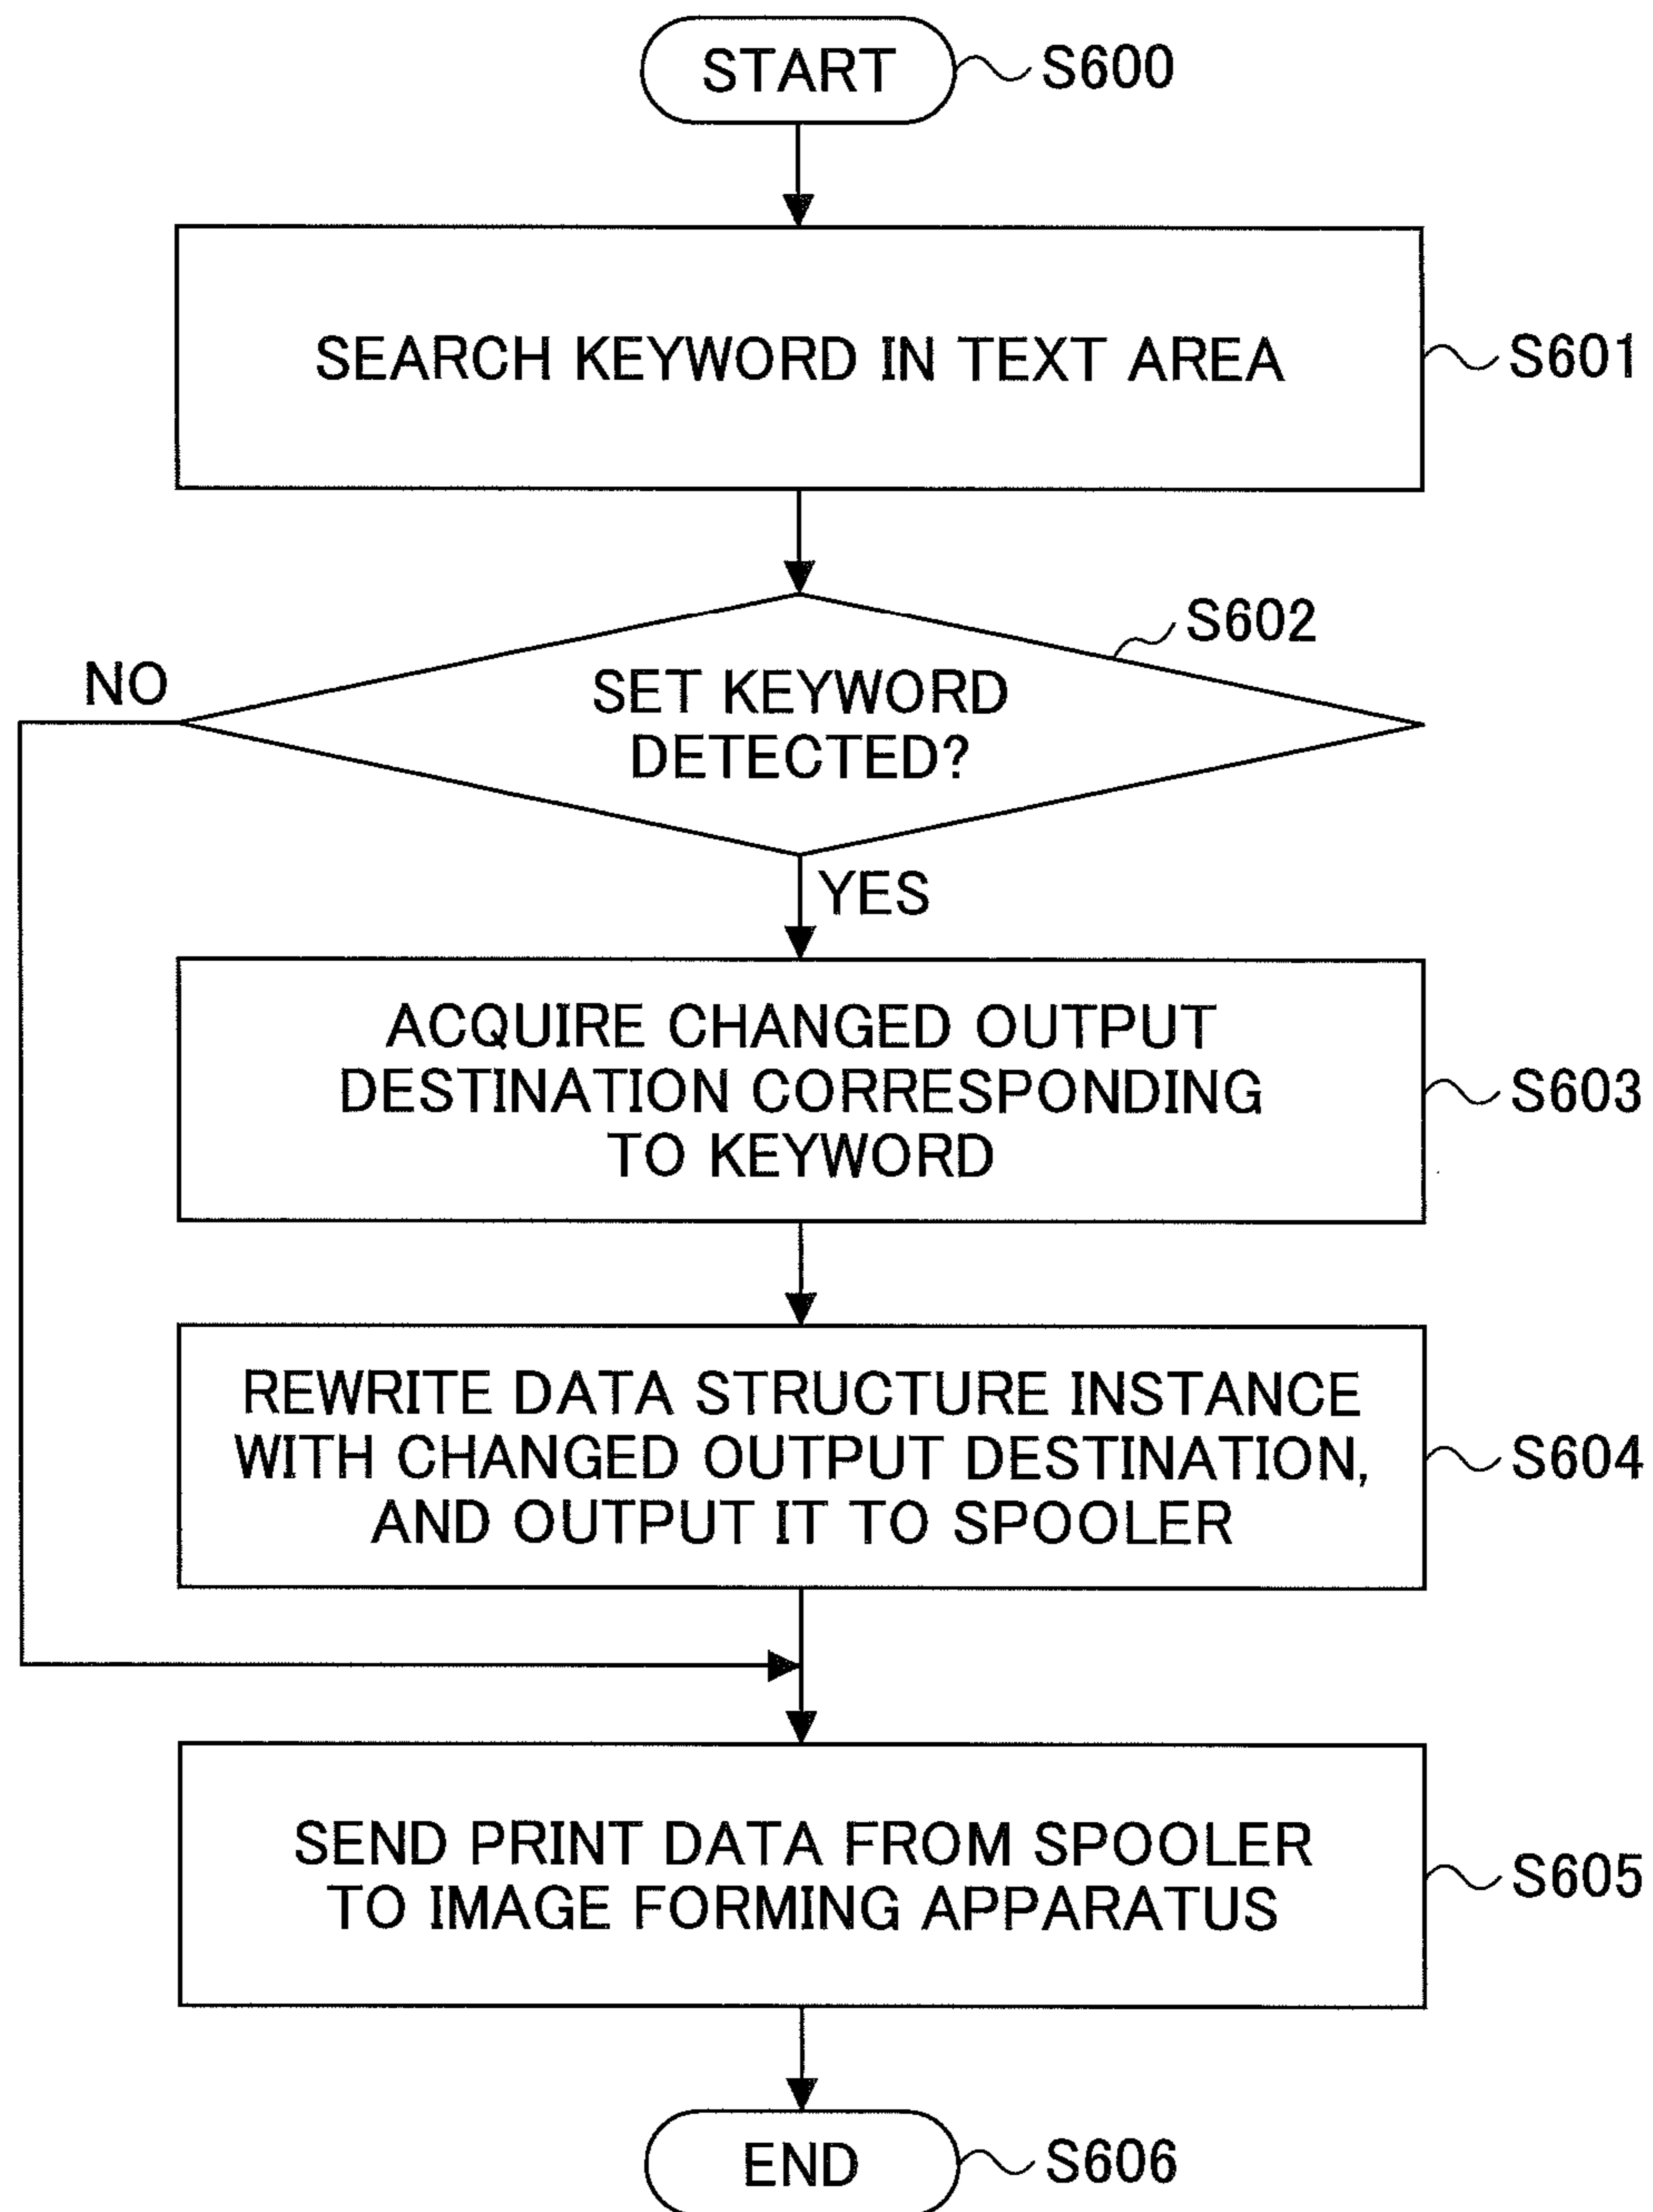 START
S600
SEARCH KEYWORD IN TEXT AREA
S601
S602
NO
SET KEYWORD
DETECTED?
YES
ACQUIRE CHANGED OUTPUT
DESTINATION CORRESPONDING
TO KEYWORD
S603
REWRITE DATA STRUCTURE INSTANCE
WITH CHANGED OUTPUT DESTINATION,
AND OUTPUT IT TO SPOOLER
S604
SEND PRINT DATA FROM SPOOLER
TO IMAGE FORMING APPARATUS
S605
END
S606